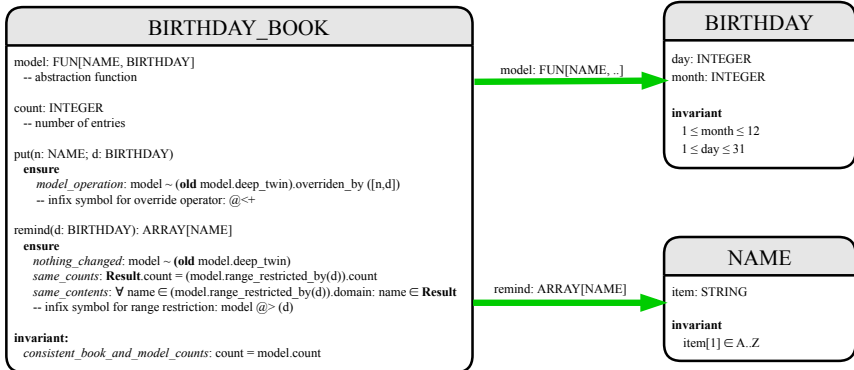 BIRTHDAY_BOOK
model: FUN[NAME, BIRTHDAY]
-- abstraction function
count: INTEGER
-- number of entries
put(n: NAME; d: BIRTHDAY)
ensure
model_operation: model ~ (old model.deep_twin).overriden_by ([n,d])
-- infix symbol for override operator: @<+
remind(d: BIRTHDAY): ARRAY[NAME]
ensure
nothing_changed: model ~ (old model.deep_twin)
same_counts: Result.count = (model.range_restricted_by(d)).count
same_contents: ∀ name ∈ (model.range_restricted_by(d)).domain: name ∈ Result
-- infix symbol for range restriction: model @> (d)
invariant:
consistent_book_and_model_counts: count = model.count
model: FUN[NAME, ..]
remind: ARRAY[NAME]
BIRTHDAY
day: INTEGER
month: INTEGER
invariant
1 ≤ month ≤ 12
1 ≤ day ≤ 31
NAME
item: STRING
invariant
item[1] ∈ A..Z